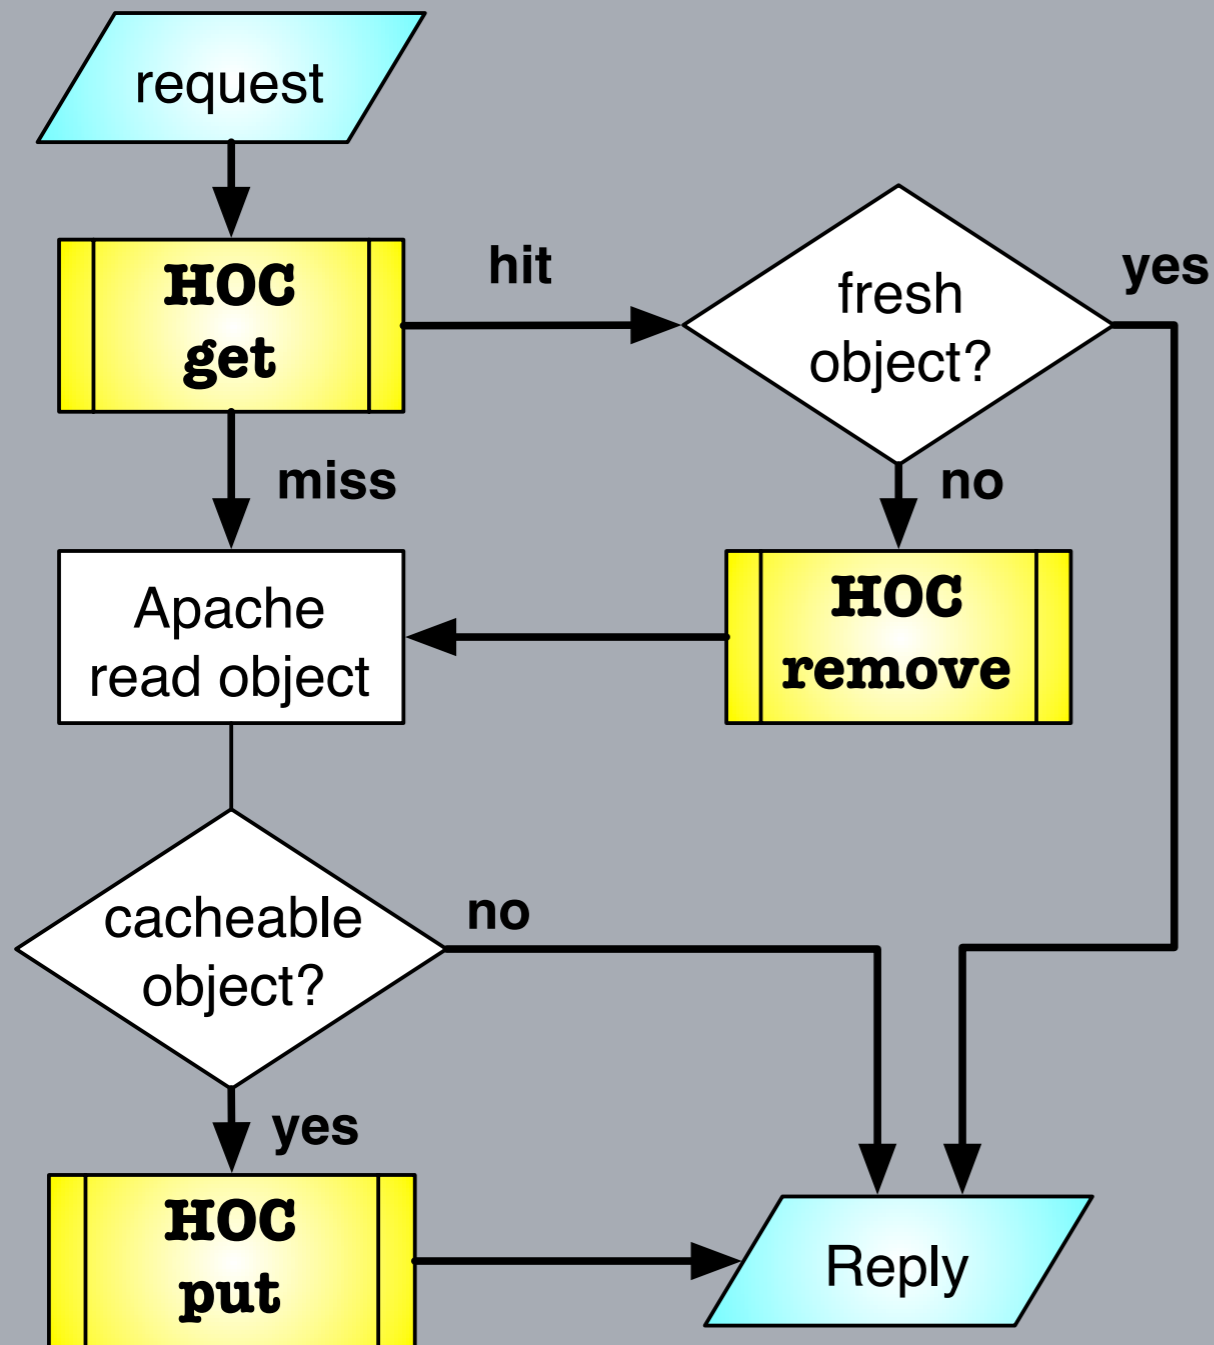 request
HOC
get
hit
fresh
object?
yes
miss
no
Apache
read object
HOC
remove
cacheable
object?
no
yes
HOC
put
Reply